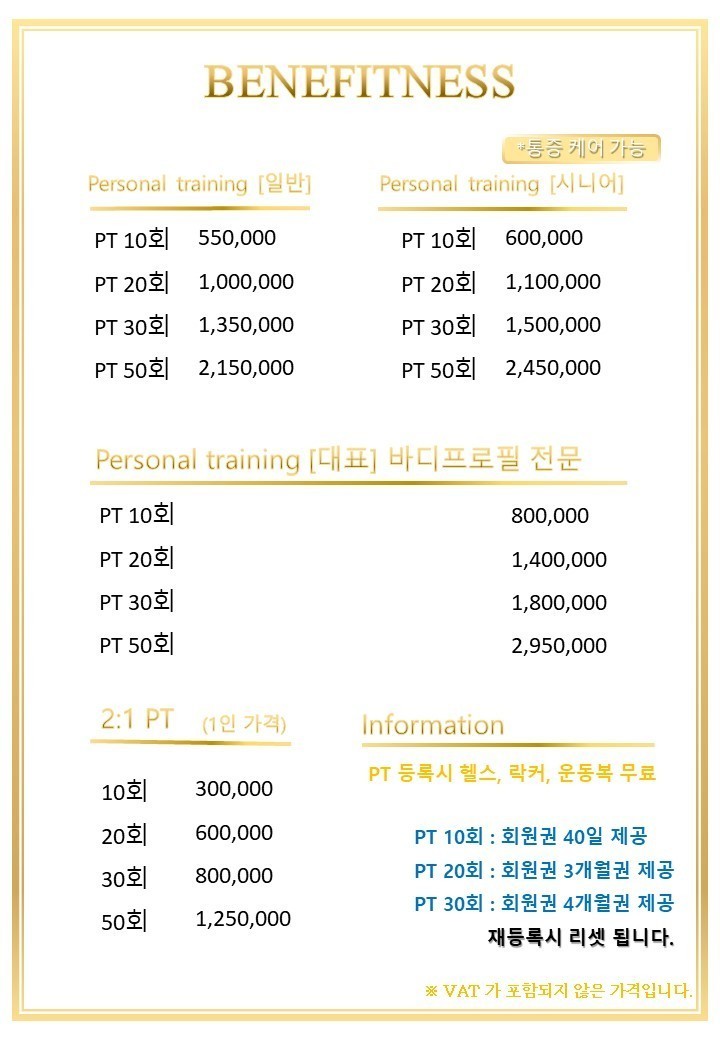 BENEFITNESS
*통증 케어 가능
Personal training [일반]
PT 10회 550,000
PT 20회 1,000,000
PT 30회 1,350,000
PT 50회 2,150,000
Personal training [시니어]
PT 10회 600,000
PT 20회 1,100,000
PT 30회 1,500,000
PT 50회 2,450,000
Personal training [대표] 바디프로필 전문
PT 10회 800,000
PT 20회 1,400,000
PT 30회 1,800,000
PT 50회 2,950,000
2:1 PT (1인 가격)
10회 300,000
20회 600,000
30회 800,000
50회 1,250,000
Information
PT 등록시 헬스, 락커, 운동복 무료
PT 10회 : 회원권 40일 제공
PT 20회 : 회원권 3개월권 제공
PT 30회 : 회원권 4개월권 제공
재등록시 리셋 됩니다.
※ VAT 가 포함되지 않은 가격입니다.